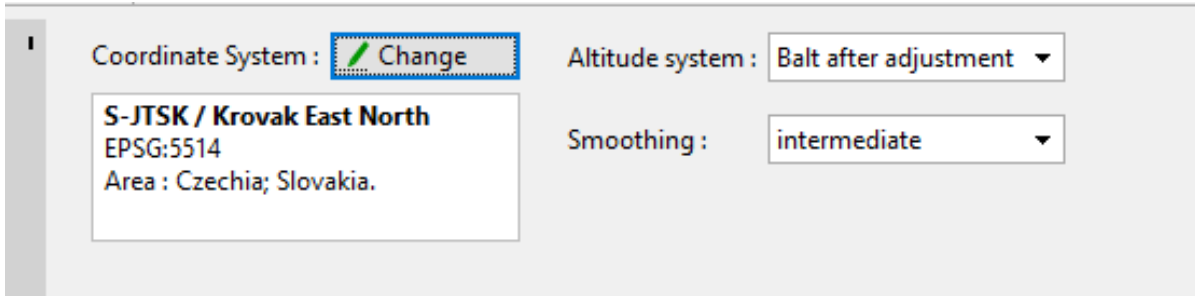 Coordinate System : Change
Altitude system : Balt after adjustment
S-JTSK / Krovak East North
EPSG:5514
Area : Czechia; Slovakia.
Smoothing : intermediate